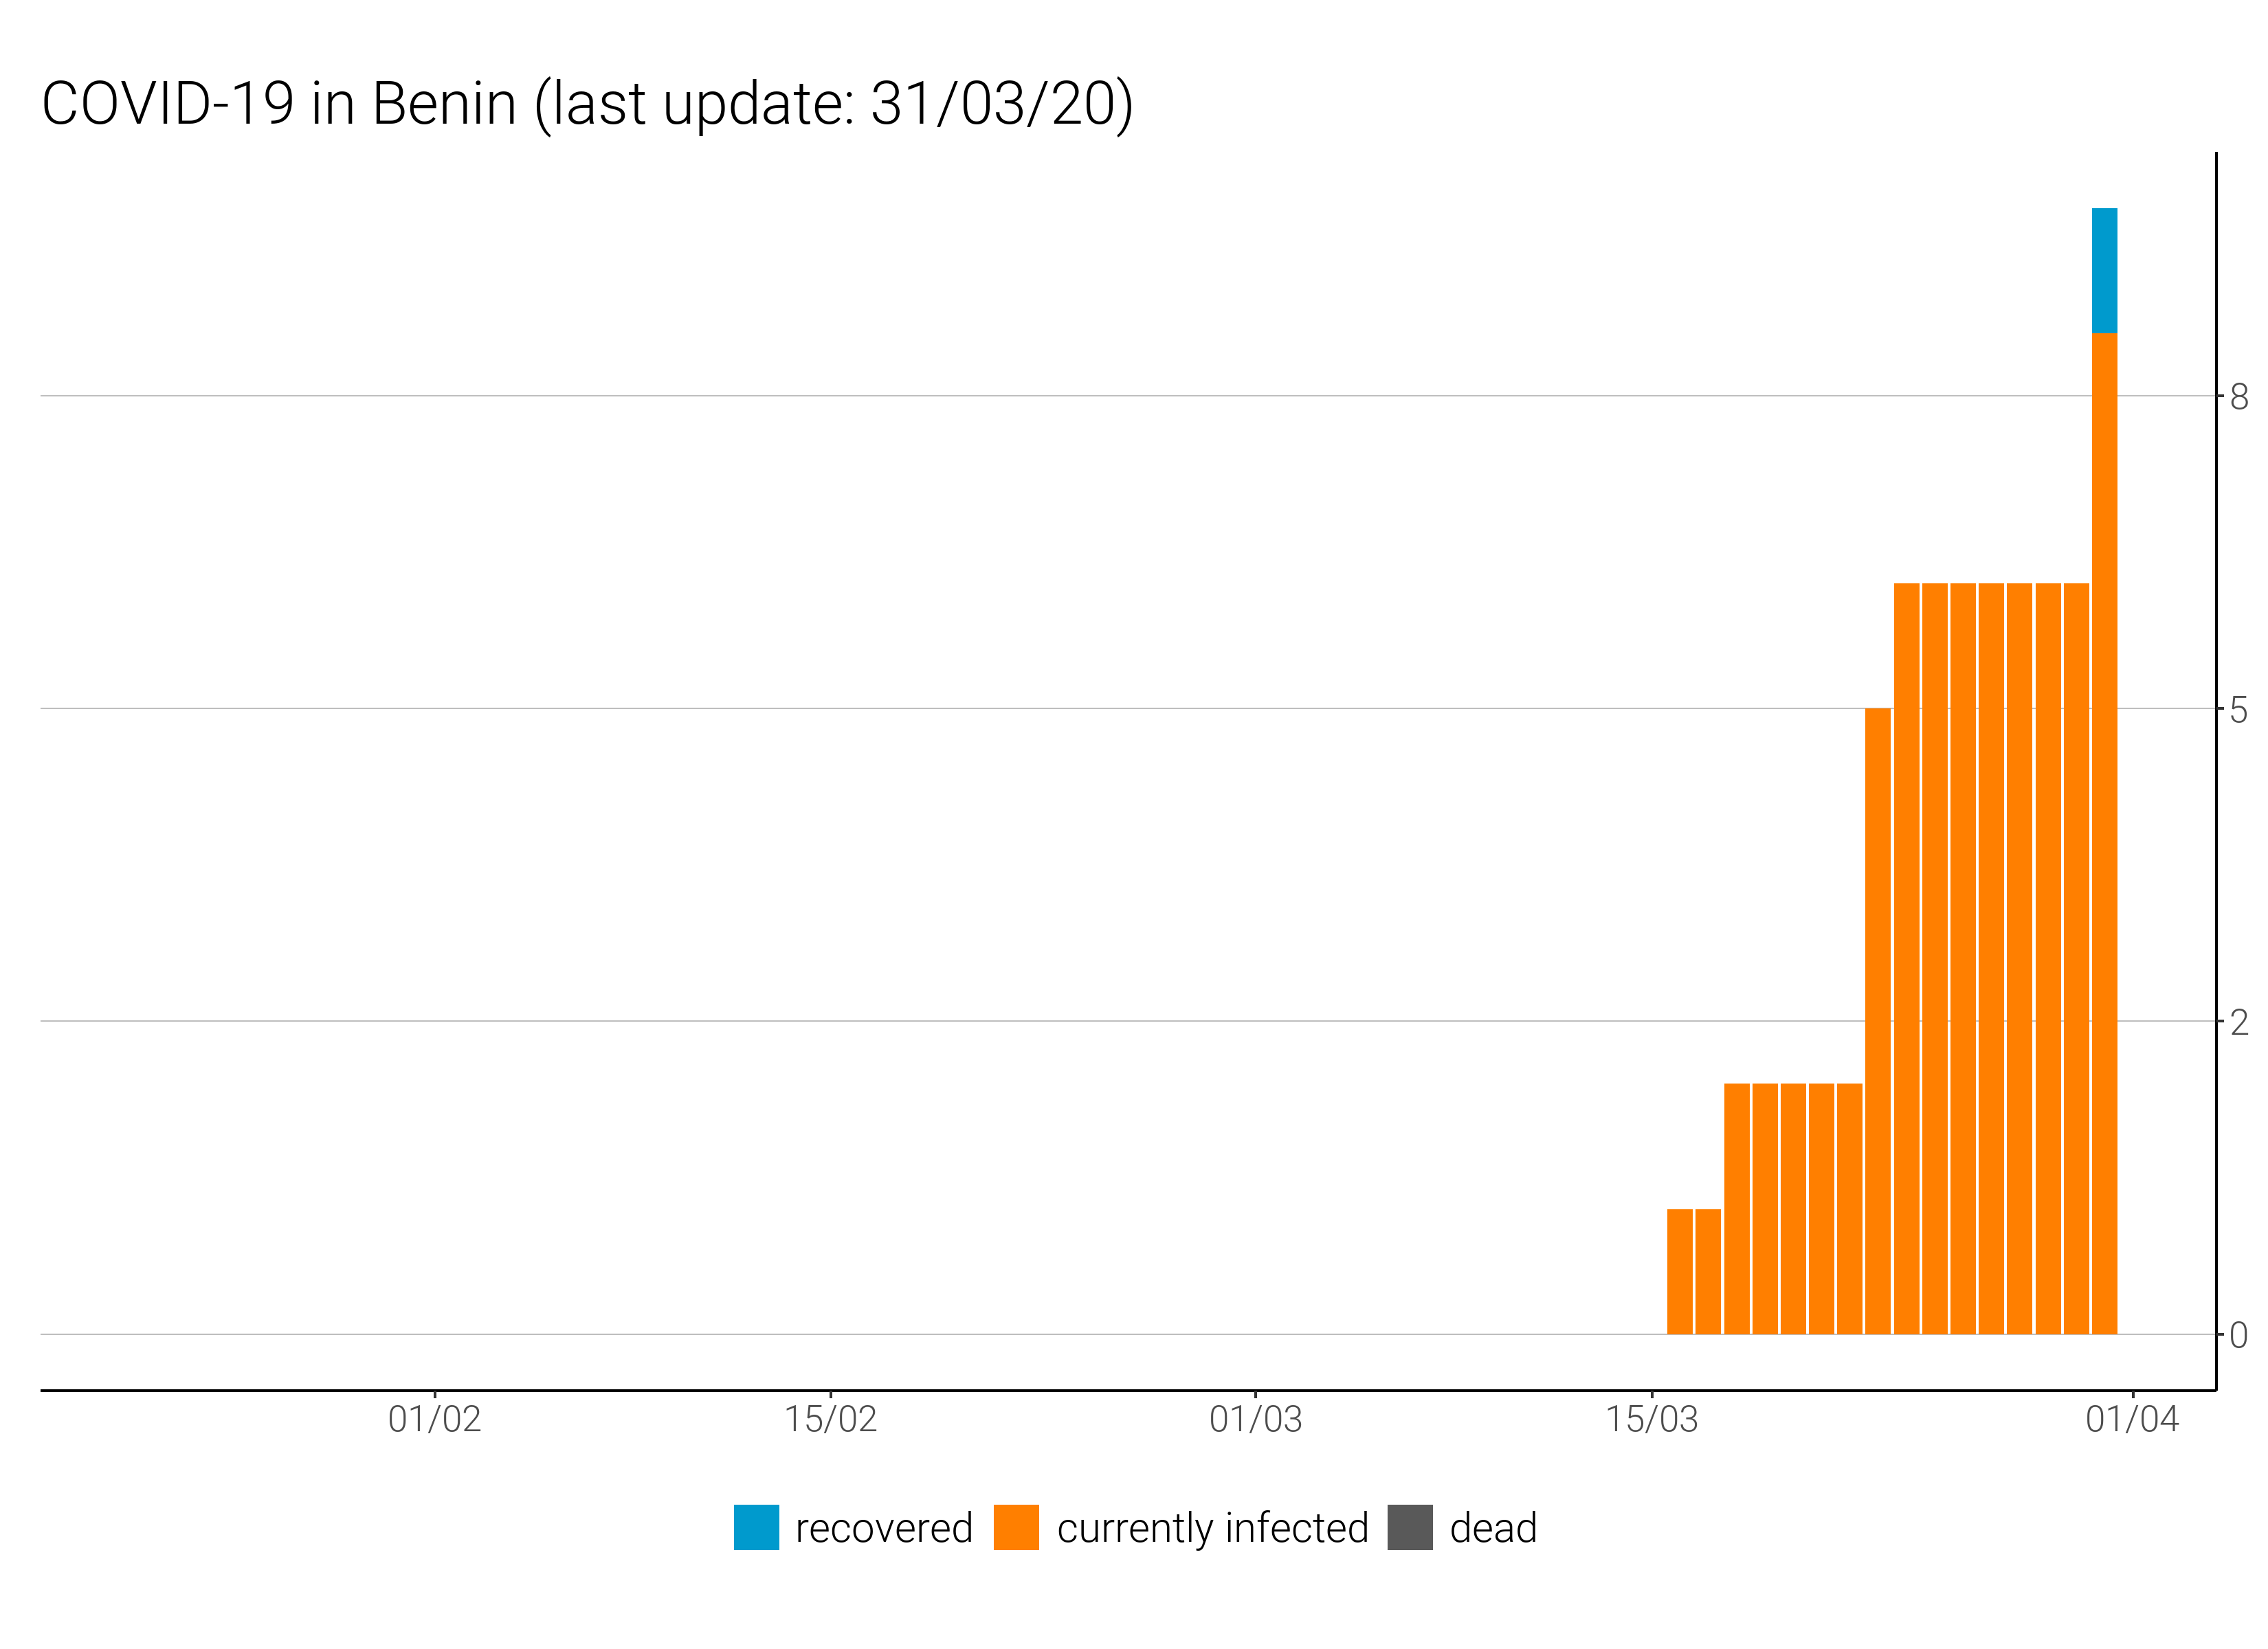 COVID-19 in Benin (last update: 31/03/20)
8
5
2
0
01/02 15/02 01/03 15/03 01/04
recovered currently infected dead